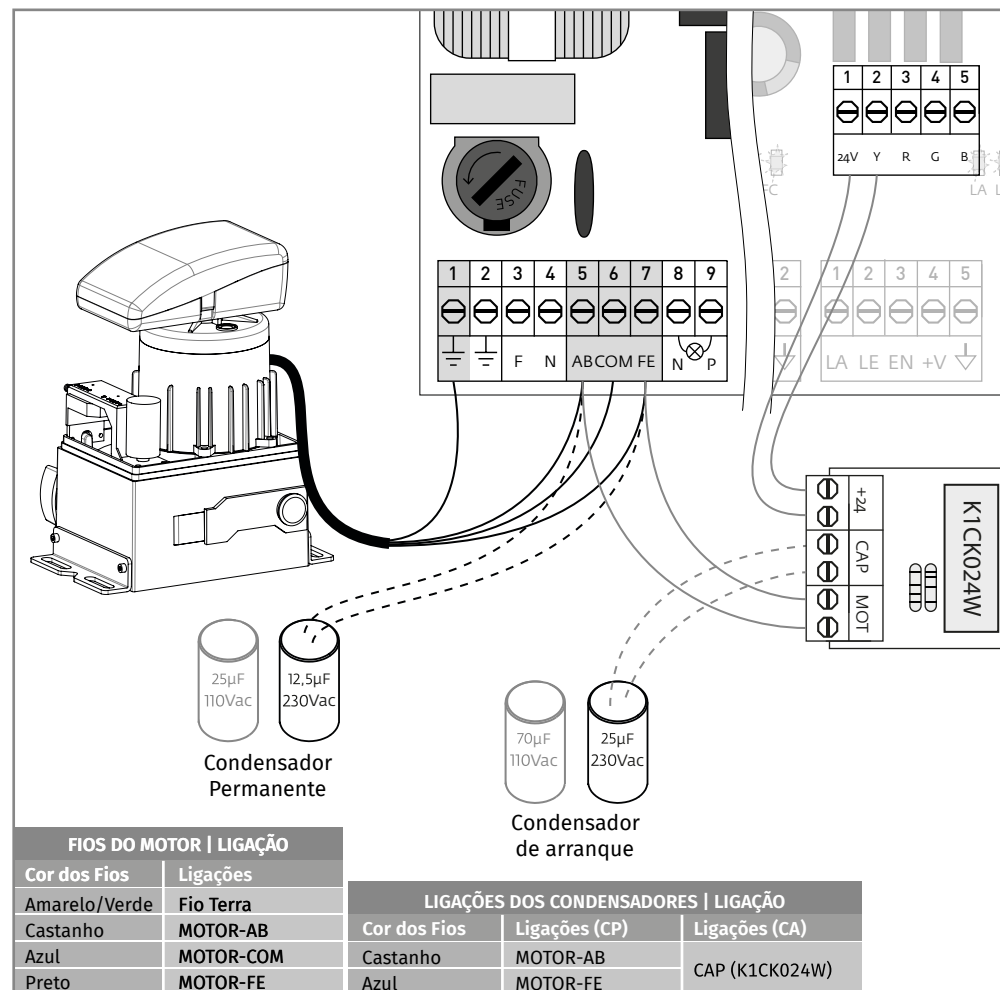 1 2 3 4 5
24V Y R G B
FC
LA L
FUSE
1 2 3 4 5 6 7 8 9
F N AB COM FE N P
2
1 2 3 4 5
LA LE EN +V
+24
CAP
MOT
K1CK024W
25µF
110Vac
12,5µF
230Vac
Condensador
Permanente
70µF
110Vac
25µF
230Vac
Condensador
de arranque
FIOS DO MOTOR | LIGAÇÃO
Cor dos Fios Ligações
Amarelo/Verde Fio Terra
Castanho MOTOR-AB
Azul MOTOR-COM
Preto MOTOR-FE
LIGAÇÕES DOS CONDENSADORES | LIGAÇÃO
Cor dos Fios Ligações (CP) Ligações (CA)
Castanho MOTOR-AB CAP (K1CK024W)
Azul MOTOR-FE